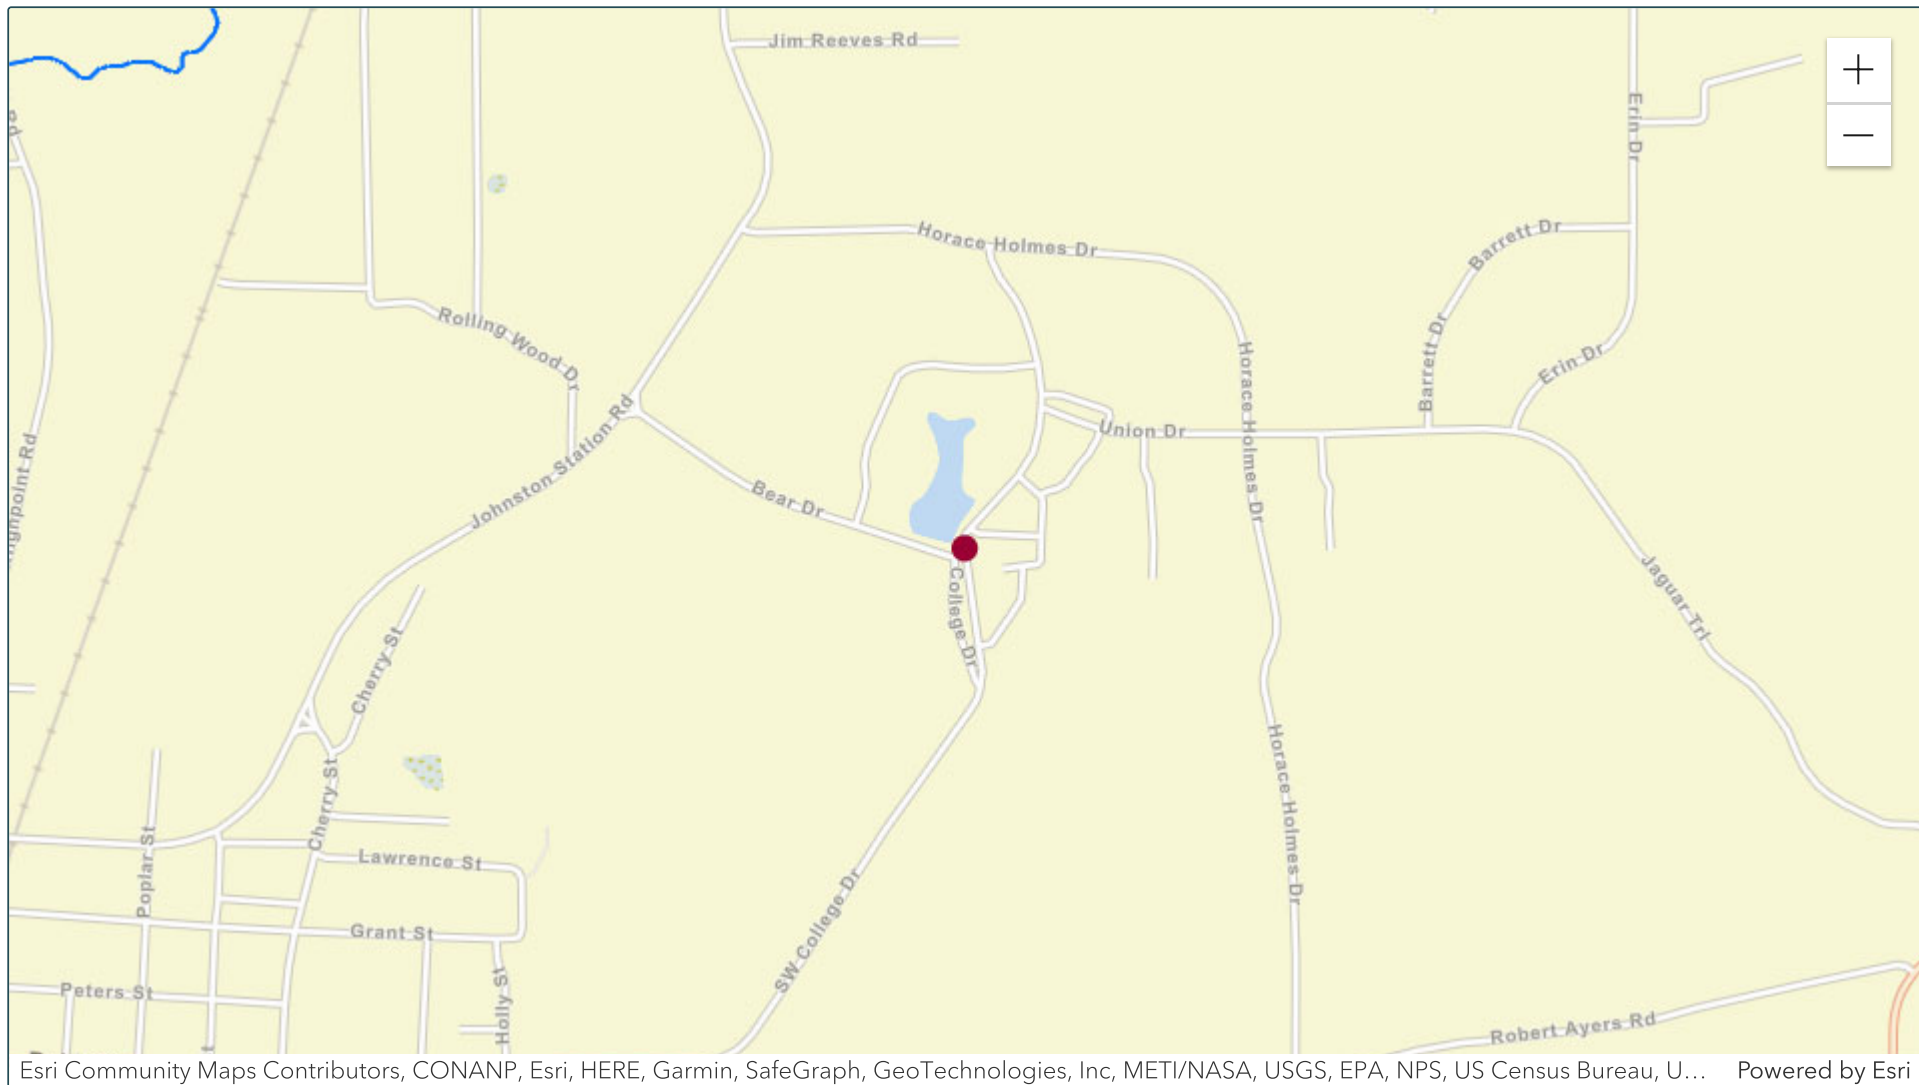 Jim Reeves Rd
Erin Dr
Rd
Barrett Dr
Horace Holmes Dr
Rolling Wood Dr
Barrett Dr
Erin Dr
Horace Holmes Dr
Johnston Station Rd
Union Dr
Bear Dr
College Dr
Jaguar Trl
Cherry St
Cherry St
Horace Holmes Dr
Poplar St
Lawrence St
Grant St
SW College Dr
Peters St
Holly St
Robert Ayers Rd
Esri Community Maps Contributors, CONANP, Esri, HERE, Garmin, SafeGraph, GeoTechnologies, Inc, METI/NASA, USGS, EPA, NPS, US Census Bureau, U...
Powered by Esri